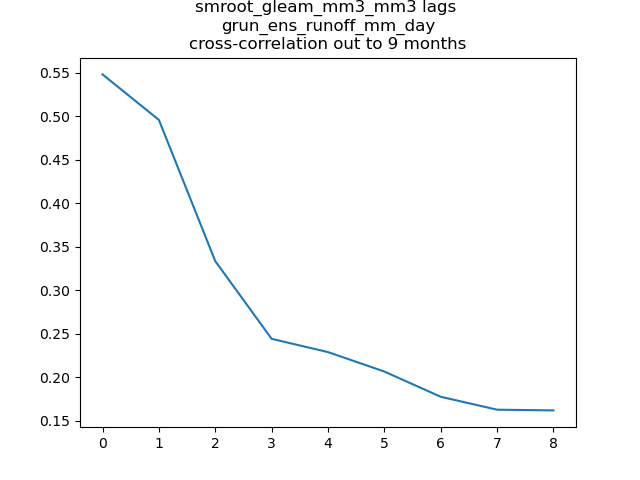 smroot_gleam_mm3_mm3 lags
grun_ens_runoff_mm_day
cross-correlation out to 9 months
0.55
0.50
0.45
0.40
0.35
0.30
0.25
0.20
0.15
0 1 2 3 4 5 6 7 8